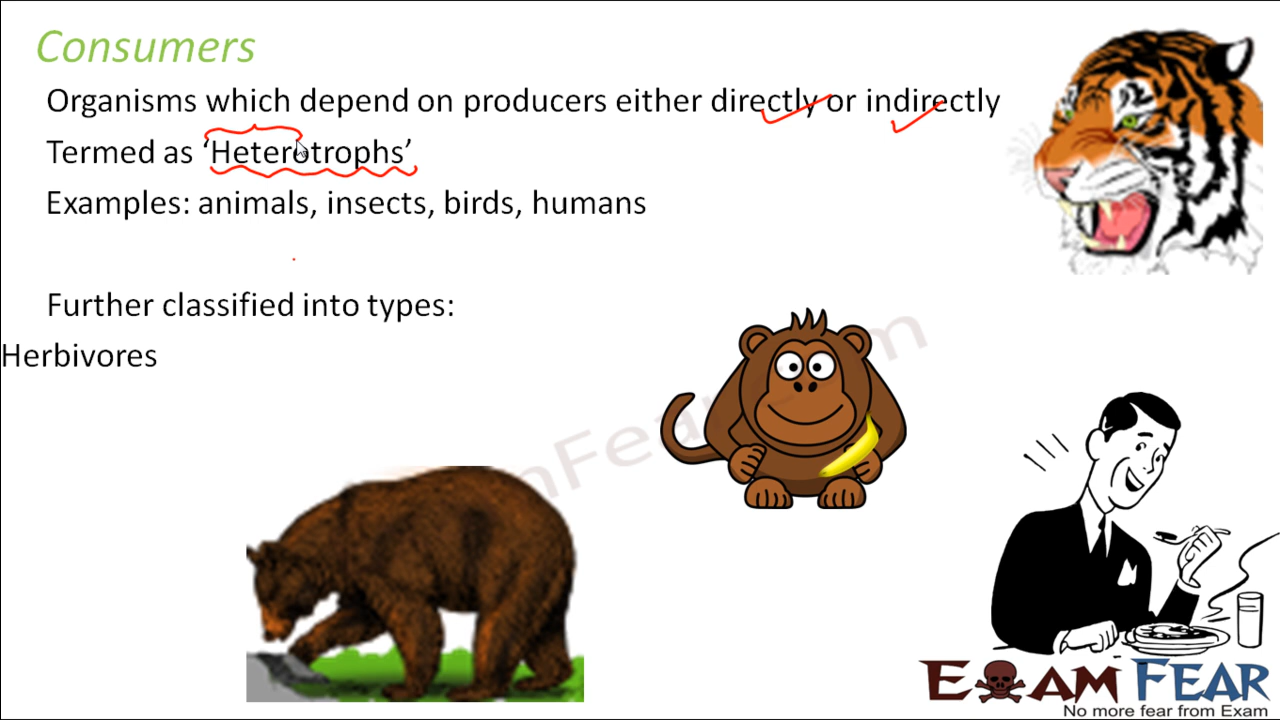 Consumers
Organisms which depend on producers either directly or indirectly
Termed as ‘Heterotrophs’
Examples: animals, insects, birds, humans
Further classified into types:
Herbivores
EXAM FEAR
No more fear from Exam